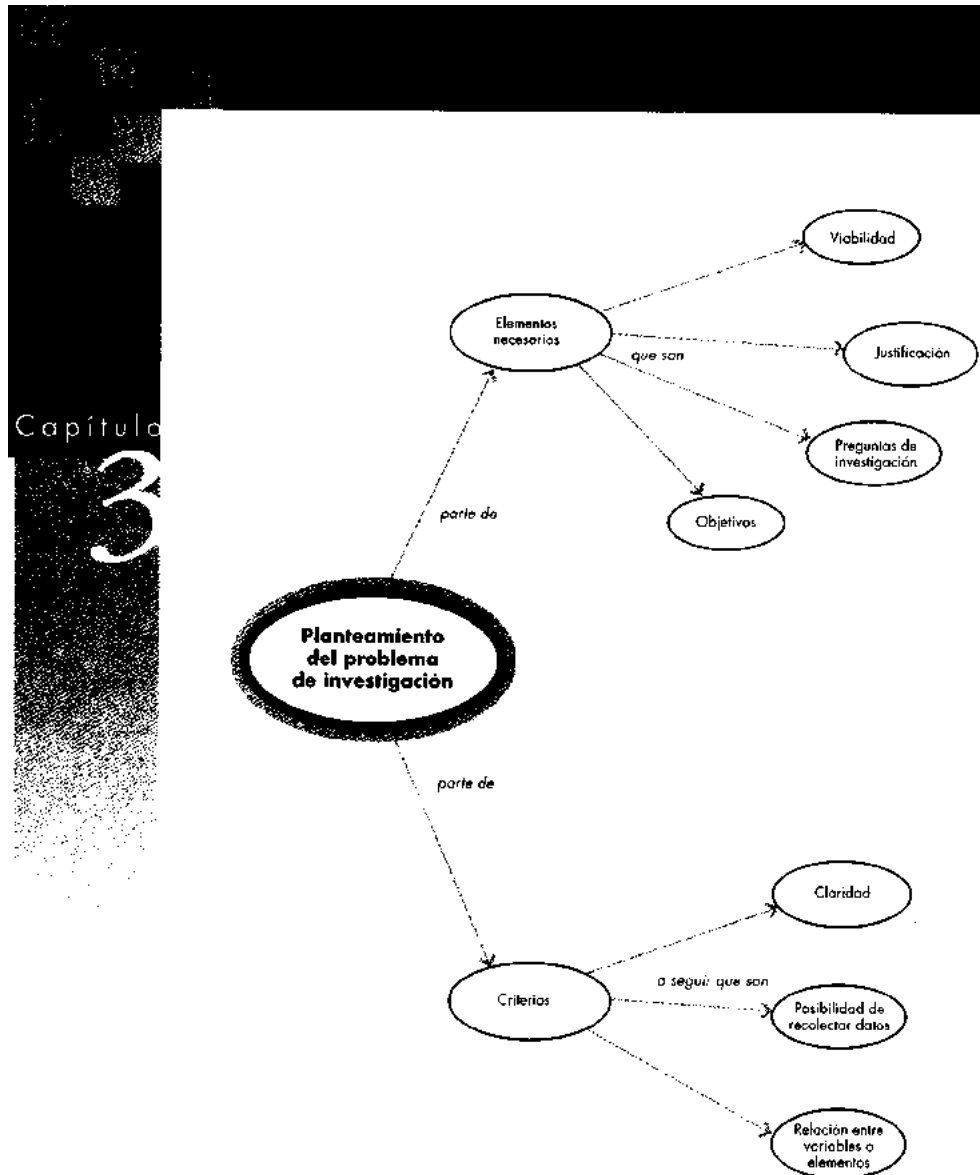 Capítulo
3
Viabilidad
Elementos
necesarios
que son
Justificación
Preguntas de
investigación
Objetivos
parte de
Planteamiento
del problema
de investigación
parte de
Claridad
Criterios
a seguir que son
Posibilidad de
recolectar datos
Relación entre
variables o
elementos